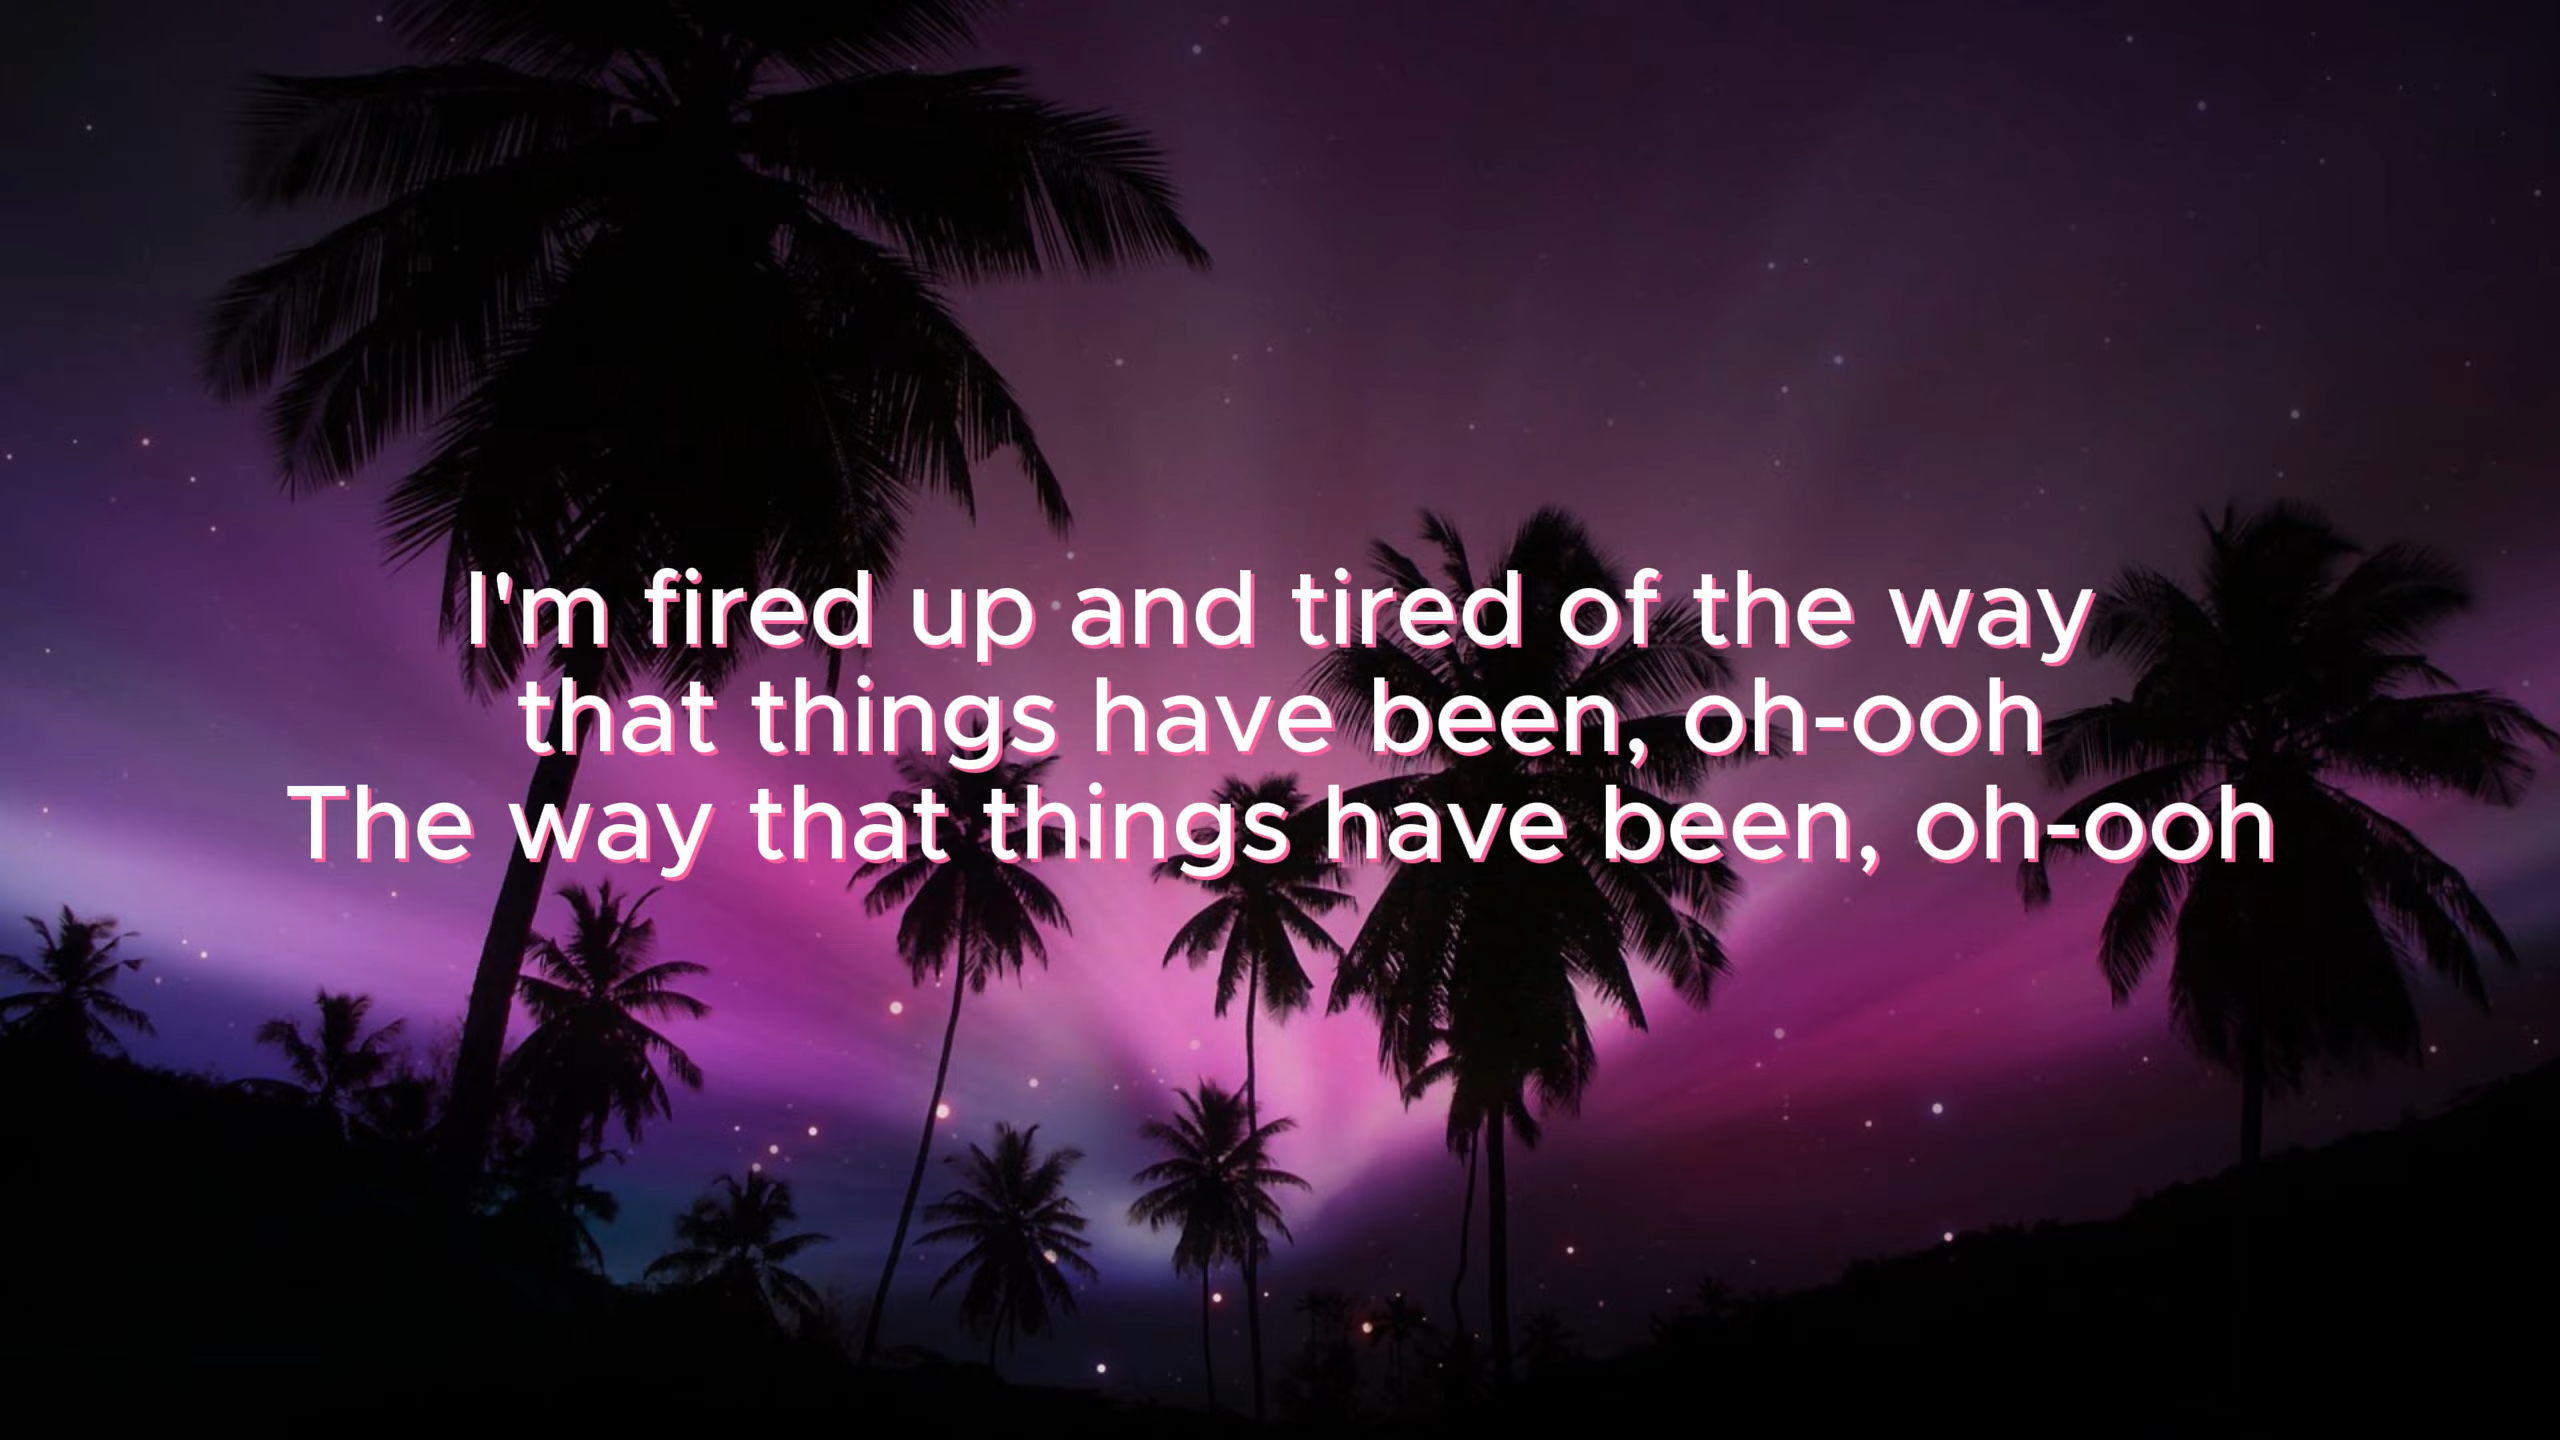 I'm fired up and tired of the way
that things have been, oh-ooh
The way that things have been, oh-ooh